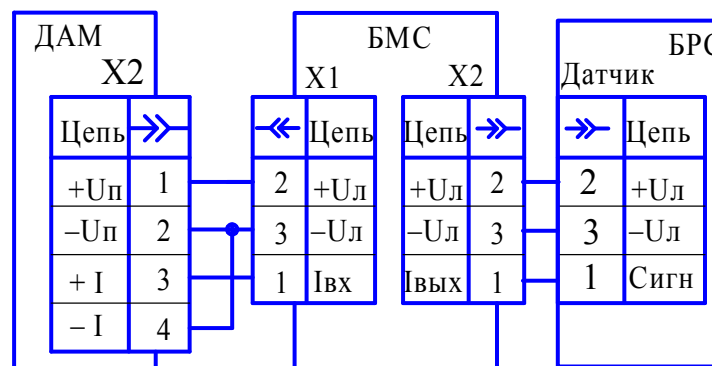 ДАМ БМС БРС
X2 X1 X2 Датчик
Цепь Цепь Цепь Цепь
+Uп 1 2 +Uл +Uл 2 2 +Uл
–Uп 2 3 –Uл –Uл 3 3 –Uл
+ I 3 1 Iвх Iвых 1 1 Сигн
– I 4